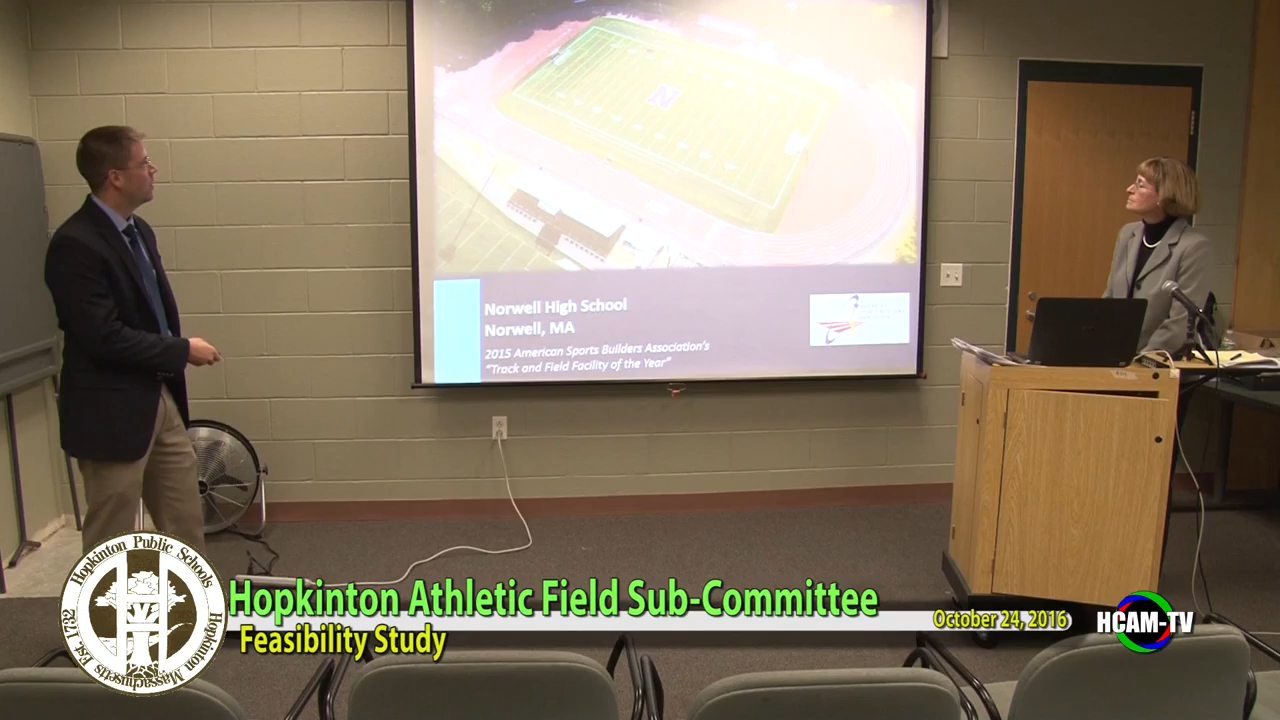 N
Norwell High School
Norwell, MA
2015 American Sports Builders Association's
"Track and Field Facility of the Year"
Hopkinton Public Schools
Hopkinton, Massachusetts
Est. 1732
H
Hopkinton Athletic Field Sub-Committee
Feasibility Study
October 24, 2016
HCAM-TV